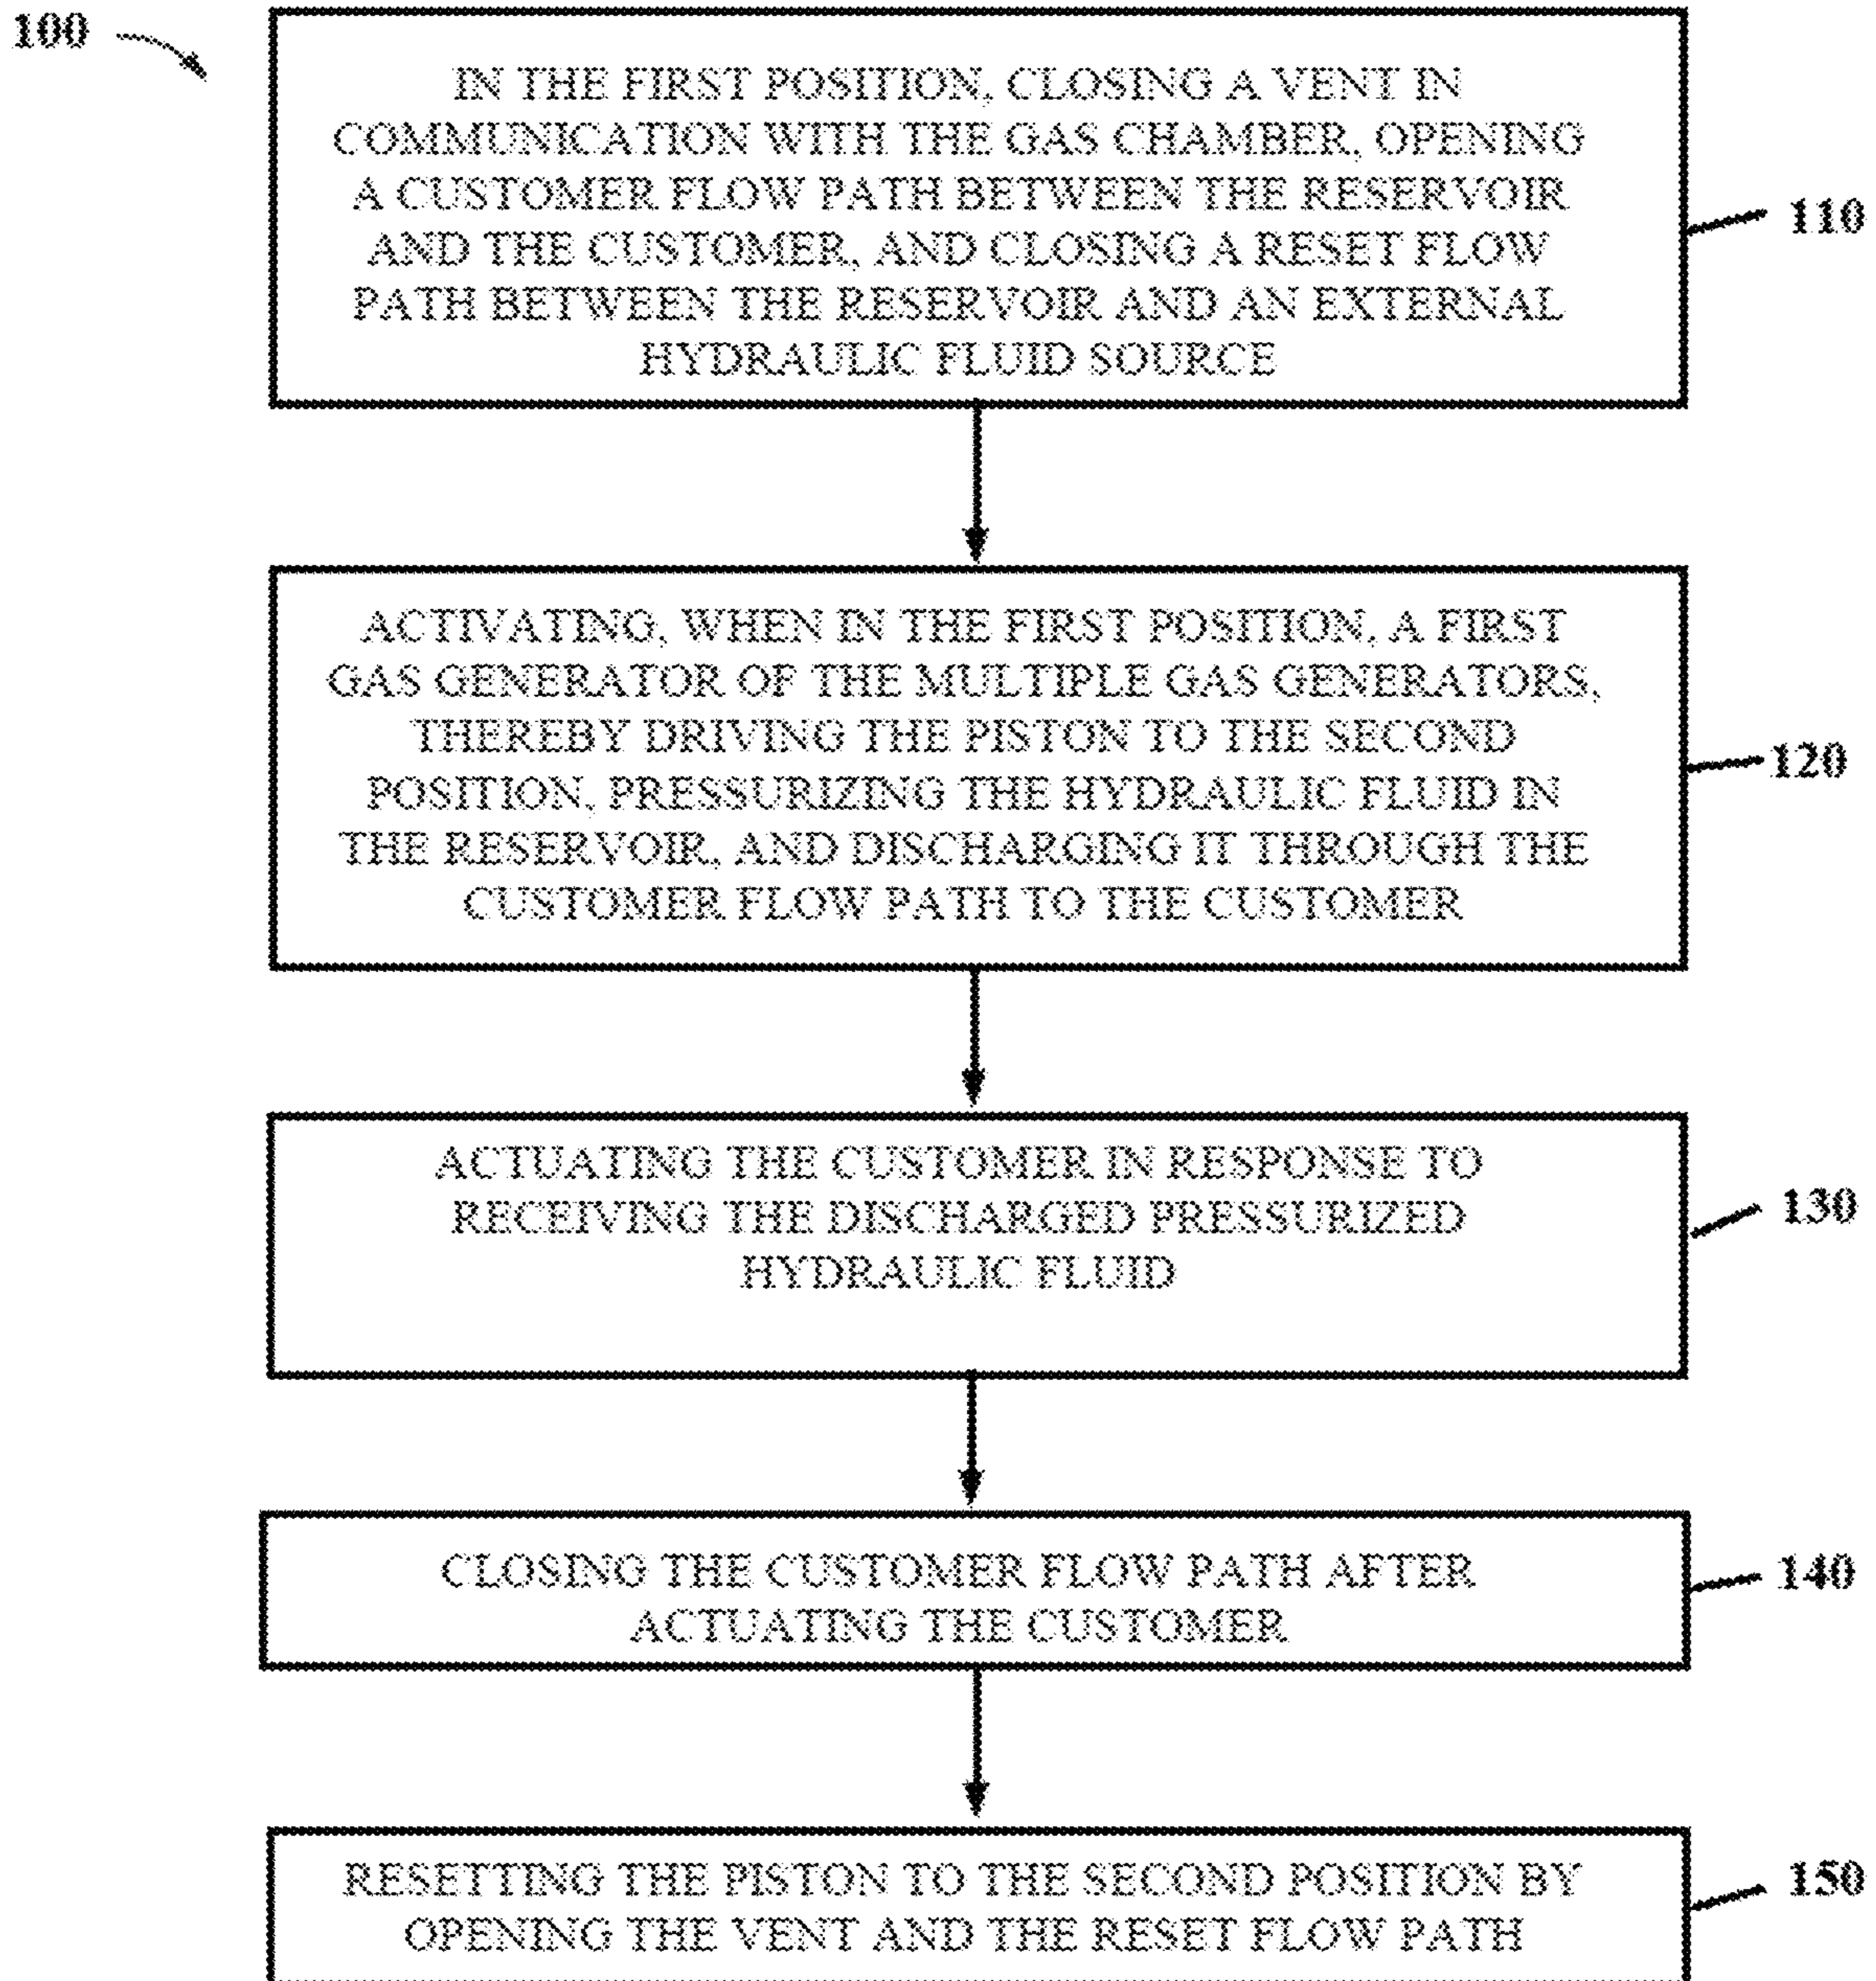 100
IN THE FIRST POSITION, CLOSING A VENT IN
COMMUNICATION WITH THE GAS CHAMBER, OPENING
A CUSTOMER FLOW PATH BETWEEN THE RESERVOIR
AND THE CUSTOMER, AND CLOSING A RESET FLOW
PATH BETWEEN THE RESERVOIR AND AN EXTERNAL
HYDRAULIC FLUID SOURCE
110
ACTIVATING, WHEN IN THE FIRST POSITION, A FIRST
GAS GENERATOR OF THE MULTIPLE GAS GENERATORS,
THEREBY DRIVING THE PISTON TO THE SECOND
POSITION, PRESSURIZING THE HYDRAULIC FLUID IN
THE RESERVOIR, AND DISCHARGING IT THROUGH THE
CUSTOMER FLOW PATH TO THE CUSTOMER
120
ACTUATING THE CUSTOMER IN RESPONSE TO
RECEIVING THE DISCHARGED PRESSURIZED
HYDRAULIC FLUID
130
CLOSING THE CUSTOMER FLOW PATH AFTER
ACTUATING THE CUSTOMER
140
RESETTING THE PISTON TO THE SECOND POSITION BY
OPENING THE VENT AND THE RESET FLOW PATH
150